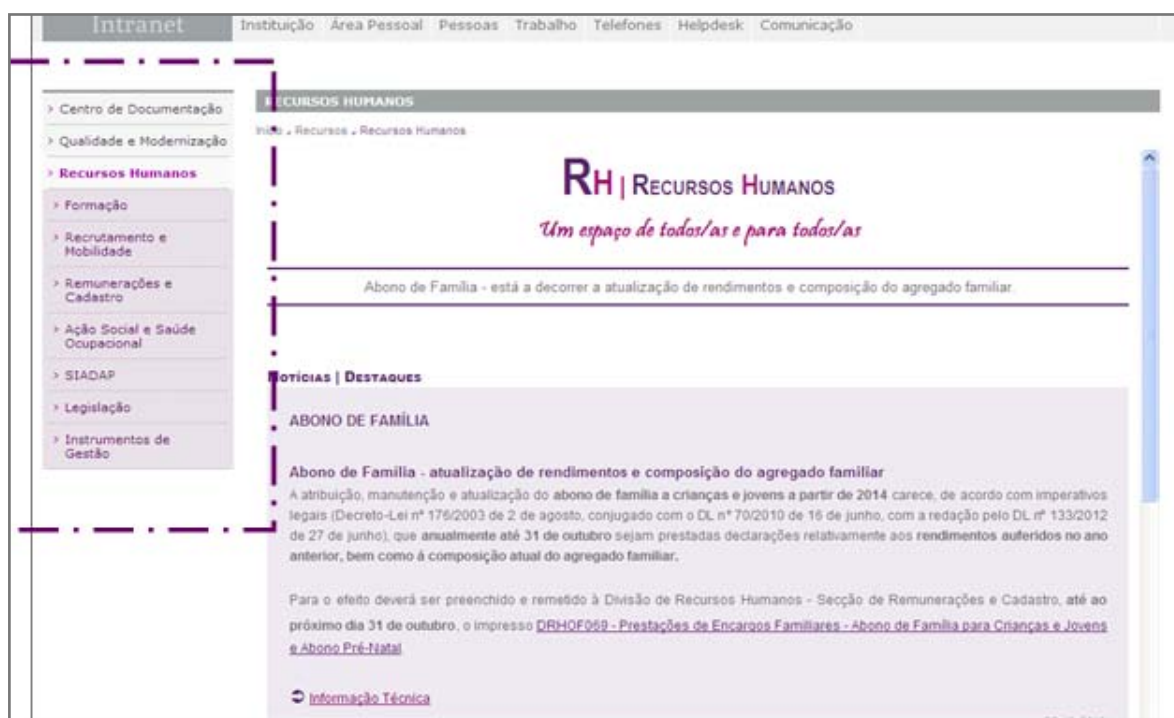 Intranet
Instituição Área Pessoal Pessoas Trabalho Telefones Helpdesk Comunicação
› Centro de Documentação
› Qualidade e Modernização
› Recursos Humanos
› Formação
› Recrutamento e
Mobilidade
› Remunerações e
Cadastro
› Ação Social e Saúde
Ocupacional
› SIADAP
› Legislação
› Instrumentos de
Gestão
RECURSOS HUMANOS
Início . Recursos . Recursos Humanos
RH | RECURSOS HUMANOS
Um espaço de todos/as e para todos/as
Abono de Família - está a decorrer a atualização de rendimentos e composição do agregado familiar.
NOTÍCIAS | DESTAQUES
ABONO DE FAMÍLIA
Abono de Família - atualização de rendimentos e composição do agregado familiar
A atribuição, manutenção e atualização do abono de família a crianças e jovens a partir de 2014 carece, de acordo com imperativos
legais (Decreto-Lei nº 176/2003 de 2 de agosto, conjugado com o DL nº 70/2010 de 16 de junho, com a redação pelo DL nº 133/2012
de 27 de junho), que anualmente até 31 de outubro sejam prestadas declarações relativamente aos rendimentos auferidos no ano
anterior, bem como à composição atual do agregado familiar.
Para o efeito deverá ser preenchido e remetido à Divisão de Recursos Humanos - Secção de Remunerações e Cadastro, até ao
próximo dia 31 de outubro, o impresso DRHOF069 - Prestações de Encargos Familiares - Abono de Família para Crianças e Jovens
e Abono Pré-Natal.
Informação Técnica